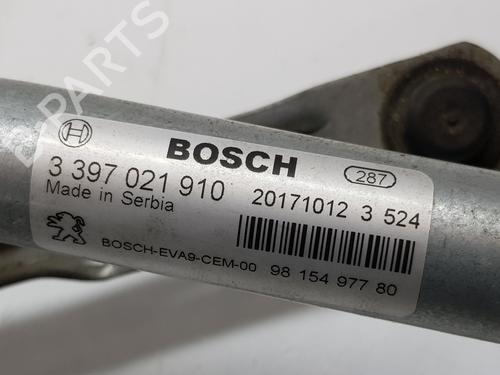 BOSCH
287
3 397 021 910
20171012 3 524
Made in Serbia
BOSCH-EVA9-CEM-00
98 154 977 80
B PARTS